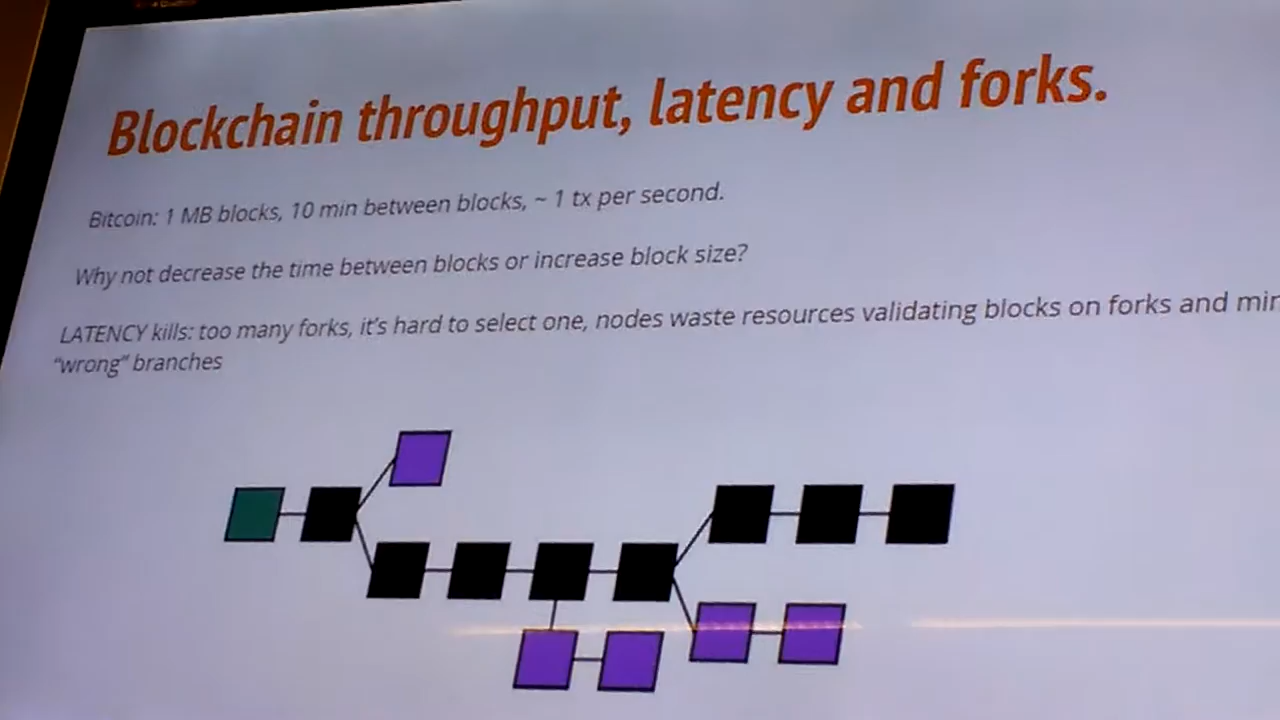 Blockchain throughput, latency and forks.
Bitcoin: 1 MB blocks, 10 min between blocks, ~ 1 tx per second.
Why not decrease the time between blocks or increase block size?
LATENCY kills: too many forks, it's hard to select one, nodes waste resources validating blocks on forks and
"wrong" branches